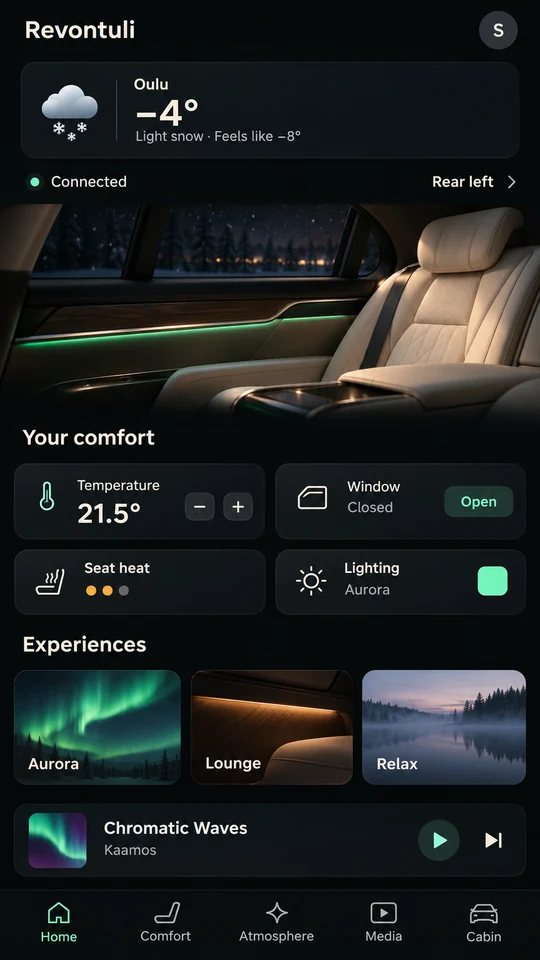 Revontuli
S
Oulu
−4°
Light snow · Feels like −8°
Connected
Rear left
Your comfort
Temperature
21.5°
Window
Closed
Open
Seat heat
Lighting
Aurora
Experiences
Aurora
Lounge
Relax
Chromatic Waves
Kaamos
Home
Comfort
Atmosphere
Media
Cabin